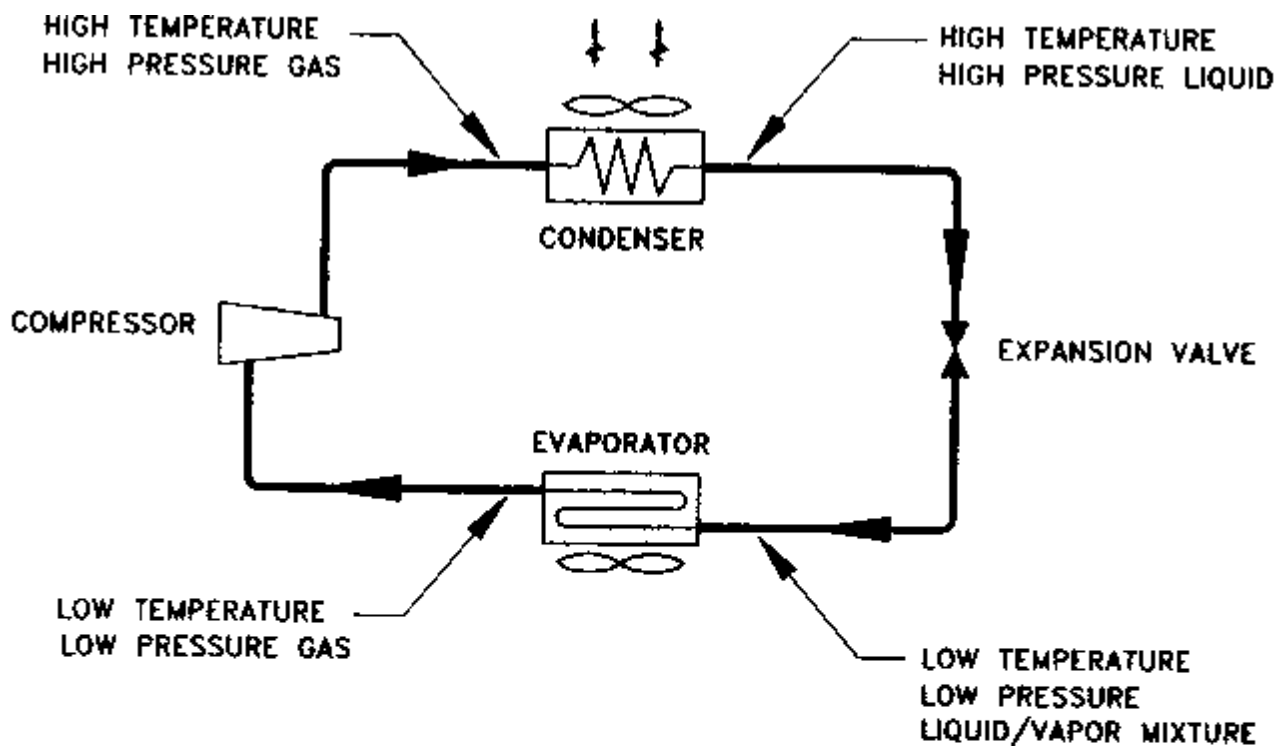 HIGH TEMPERATURE
HIGH PRESSURE GAS
HIGH TEMPERATURE
HIGH PRESSURE LIQUID
CONDENSER
COMPRESSOR
EXPANSION VALVE
EVAPORATOR
LOW TEMPERATURE
LOW PRESSURE GAS
LOW TEMPERATURE
LOW PRESSURE
LIQUID/VAPOR MIXTURE